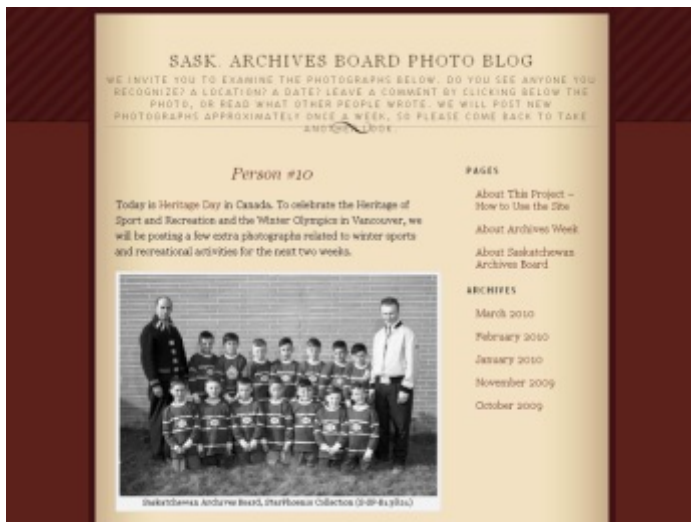 SASK. ARCHIVES BOARD PHOTO BLOG
WE INVITE YOU TO EXAMINE THE PHOTOGRAPHS BELOW. DO YOU SEE ANYONE YOU
RECOGNIZE? A LOCATION? A DATE? LEAVE A COMMENT BY CLICKING BELOW THE
PHOTO, OR READ WHAT OTHER PEOPLE WROTE. WE WILL POST NEW
PHOTOGRAPHS APPROXIMATELY ONCE A WEEK, SO PLEASE COME BACK TO TAKE
ANOTHER LOOK.
Person #10
Today is Heritage Day in Canada. To celebrate the Heritage of
Sport and Recreation and the Winter Olympics in Vancouver, we
will be posting a few extra photographs related to winter sports
and recreational activities for the next two weeks.
Saskatchewan Archives Board, StarPhoenix Collection
PAGES
About This Project –
How to Use the Site
About Archives Week
About Saskatchewan
Archives Board
ARCHIVES
March 2010
February 2010
January 2010
November 2009
October 2009